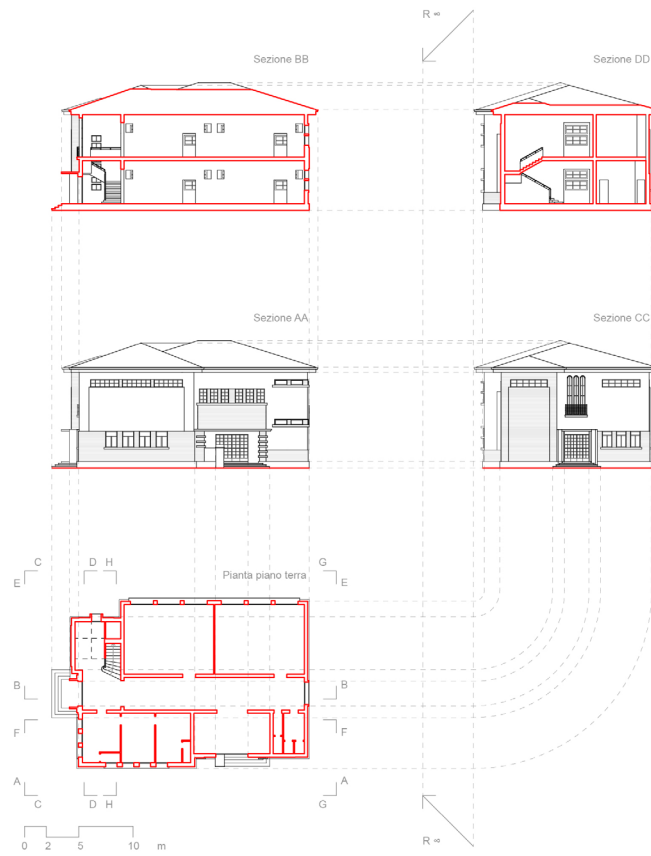 R ∞
Sezione BB
Sezione DD
Sezione AA
Sezione CC
C D H G
E Pianta piano terra E
B B
F F
A A
C D H G
0 2 5 10 m
R ∞